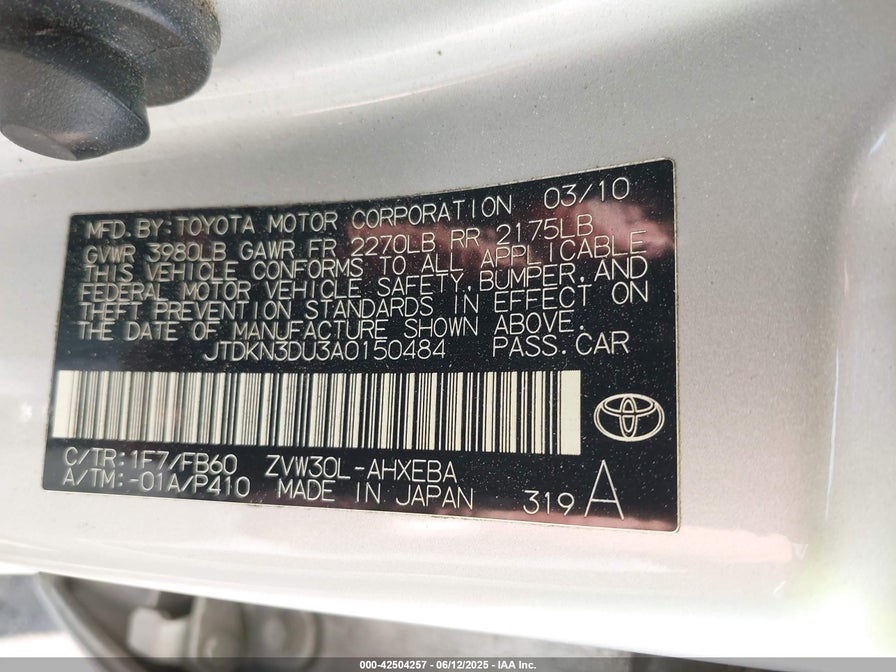 MFD. BY: TOYOTA MOTOR CORPORATION 03/10
GVWR 3980LB GAWR FR 2270LB RR 2175LB
THIS VEHICLE CONFORMS TO ALL APPLICABLE
FEDERAL MOTOR VEHICLE SAFETY, BUMPER, AND
THEFT PREVENTION STANDARDS IN EFFECT ON
THE DATE OF MANUFACTURE SHOWN ABOVE.
JTDKN3DU3A0150484 PASS. CAR
C/TR: 1F7/FB60 ZVW30L-AHXEBA
A/TM: -01A/P410 MADE IN JAPAN 319 A
000-42504257 - 06/12/2025 - IAA Inc.